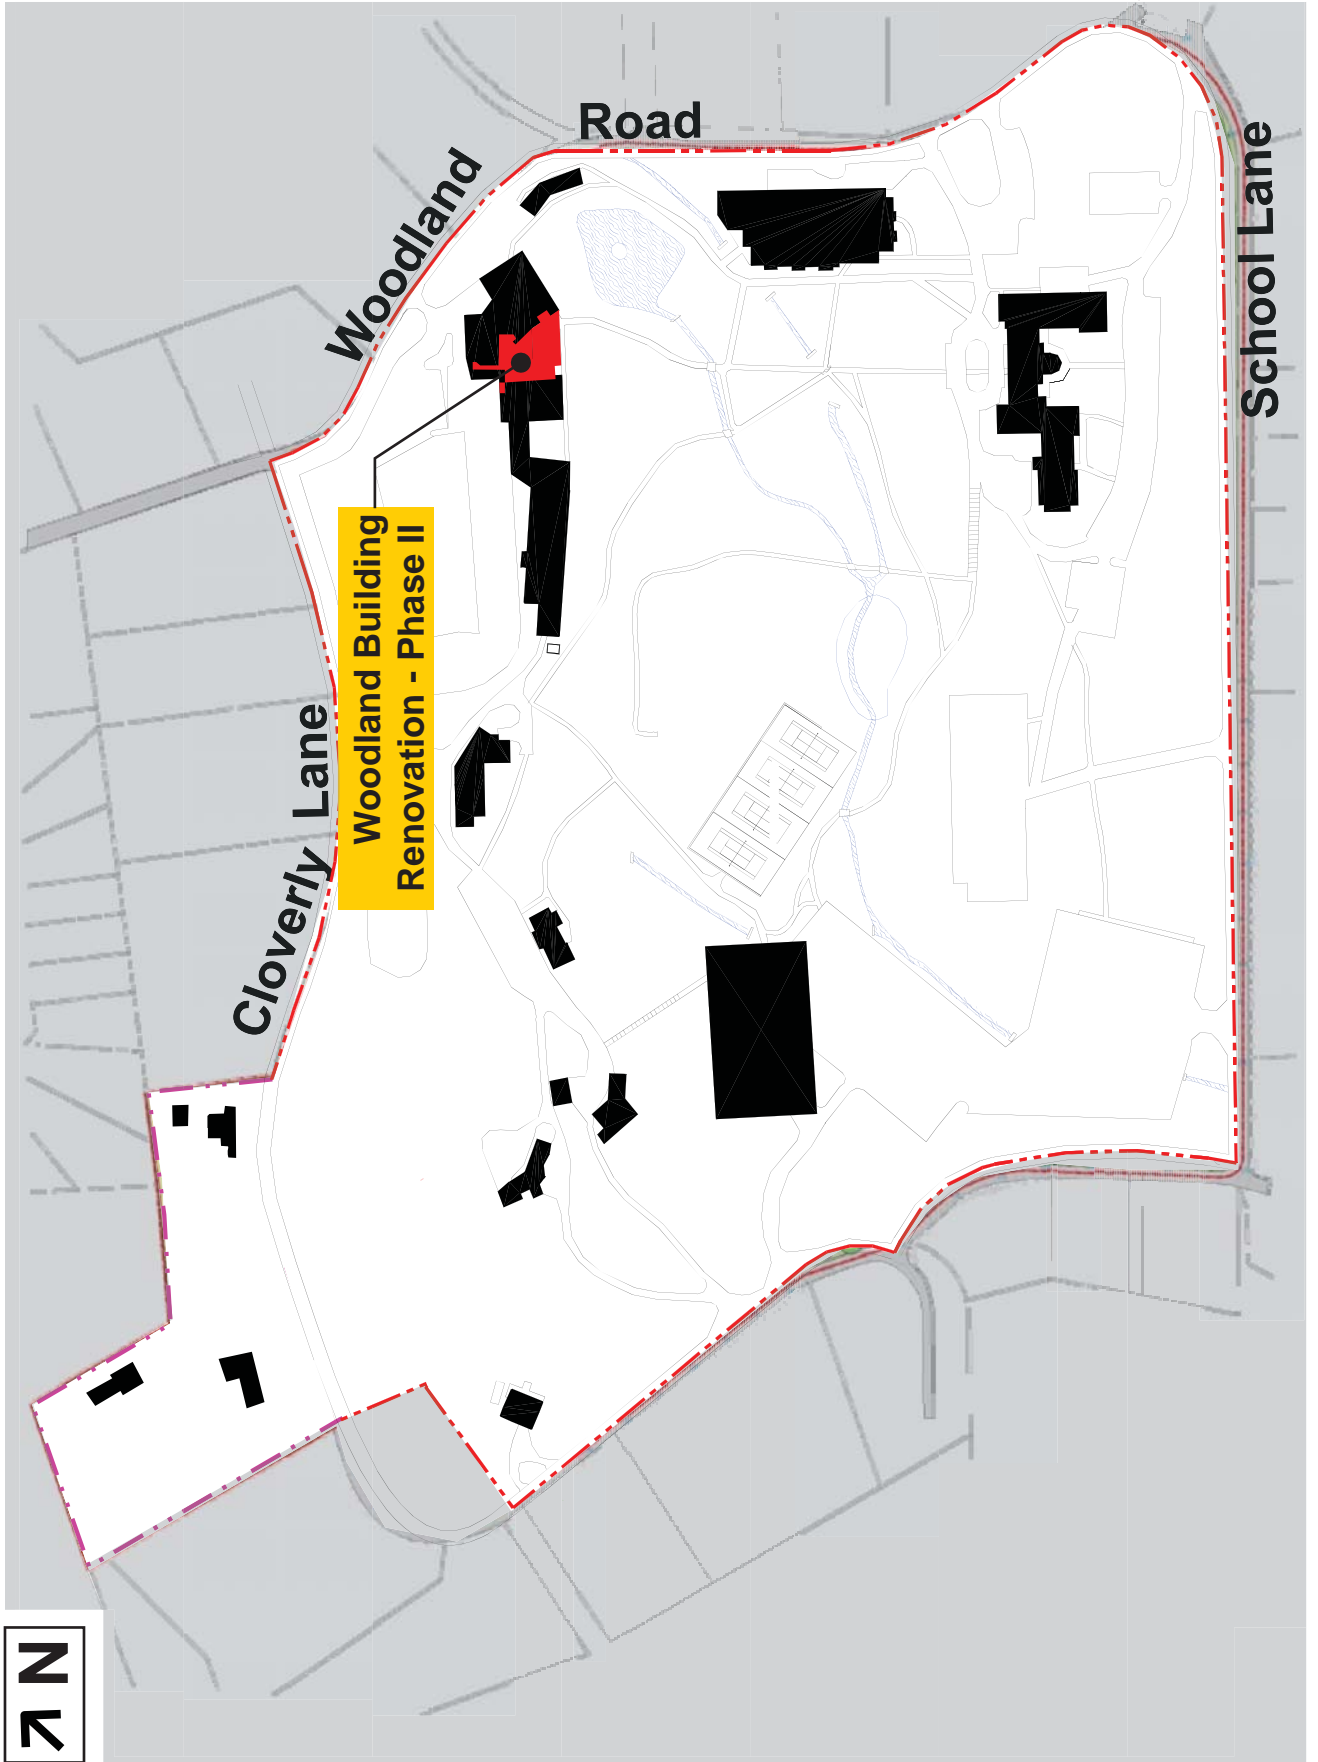 Woodland
Road
School Lane
Woodland Building
Renovation - Phase II
Cloverly Lane
N